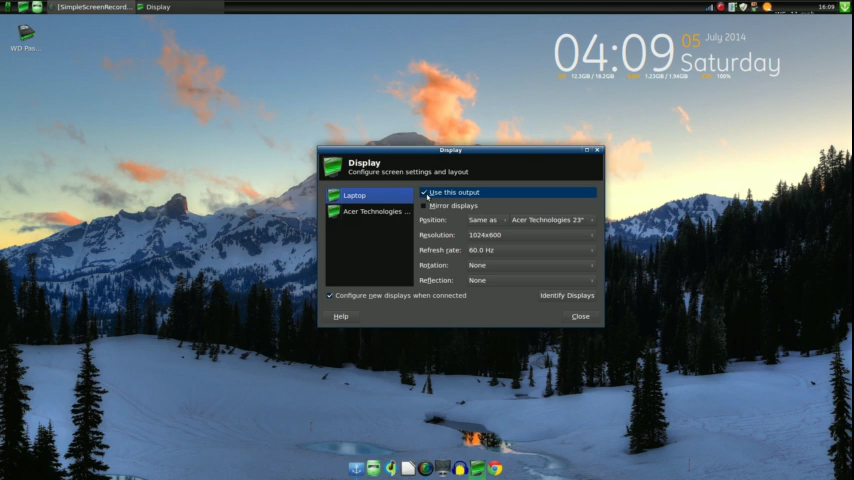 [SimpleScreenRecord... Display
16:09
WD Pas...
04:09 05 July 2014
Saturday
12.3GB / 18.2GB 1.23GB / 1.94GB 100%
Display
Display
Configure screen settings and layout
Laptop
Acer Technologies ...
Use this output
Mirror displays
Position: Same as Acer Technologies 23"
Resolution: 1024x600
Refresh rate: 60.0 Hz
Rotation: None
Reflection: None
Configure new displays when connected
Identify Displays
Help
Close